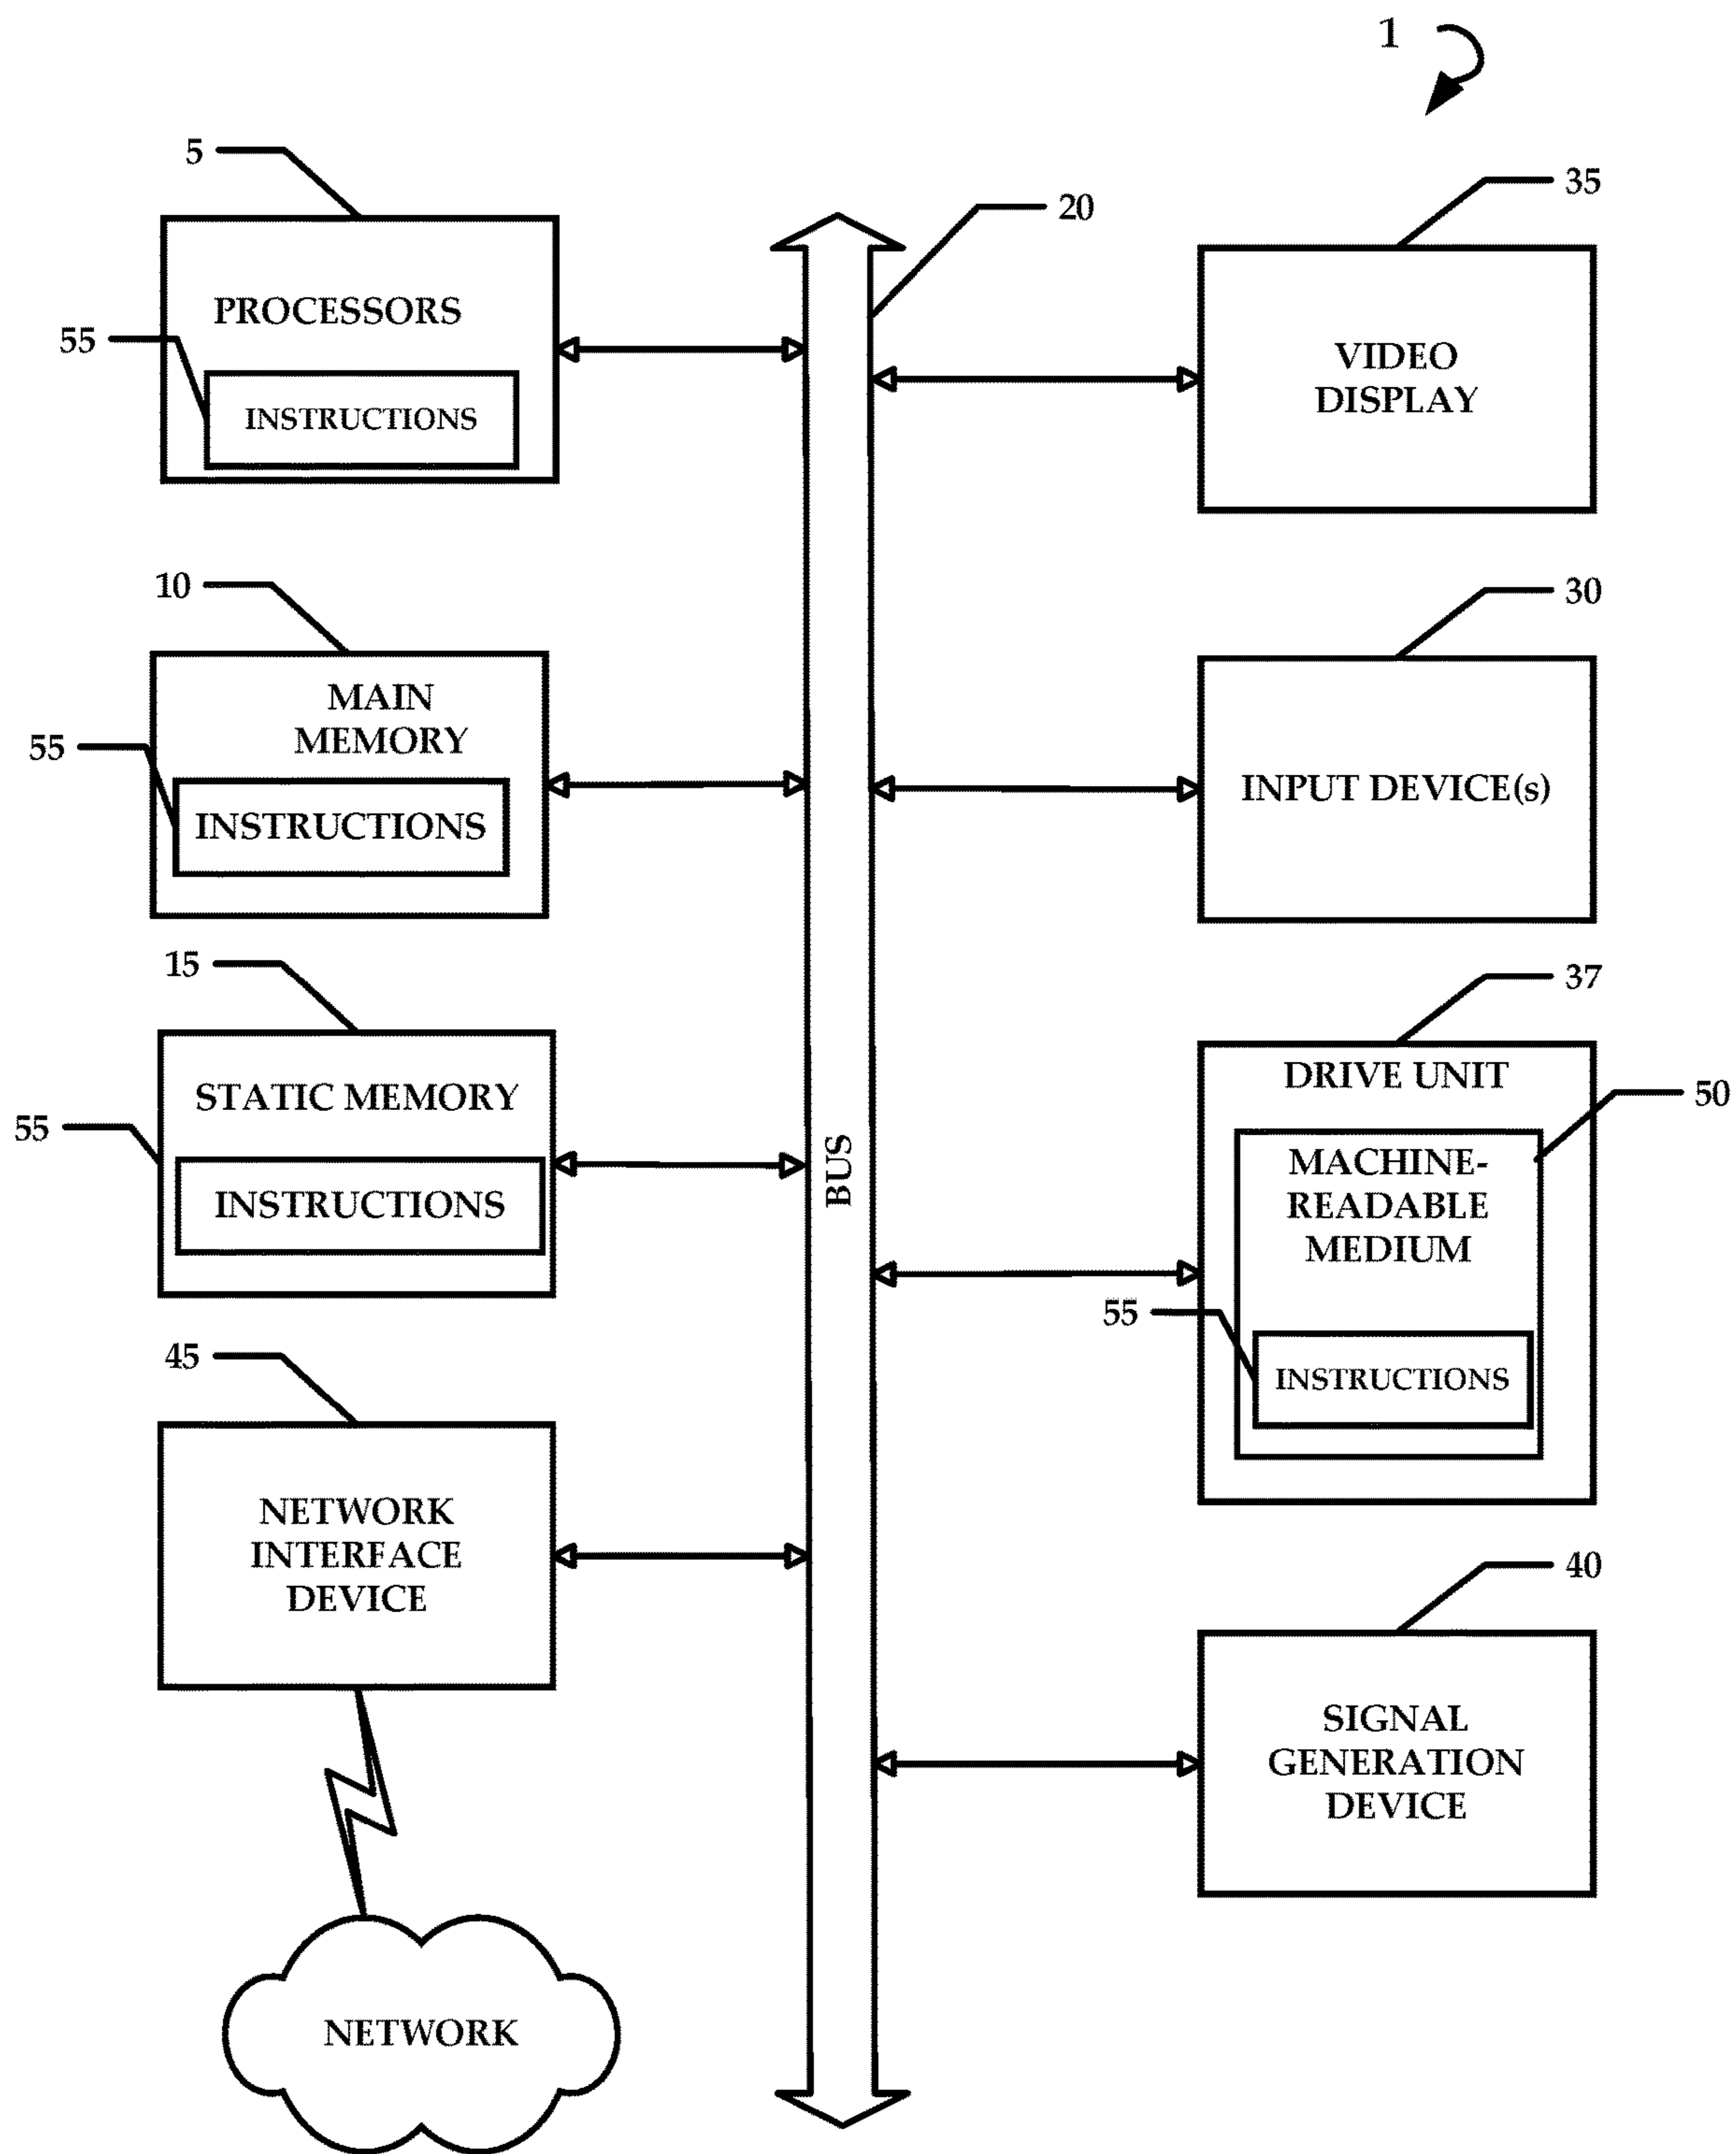 1
5
PROCESSORS
55
INSTRUCTIONS
10
MAIN
MEMORY
55
INSTRUCTIONS
15
STATIC MEMORY
55
INSTRUCTIONS
45
NETWORK
INTERFACE
DEVICE
NETWORK
20
BUS
35
VIDEO
DISPLAY
30
INPUT DEVICE(s)
37
DRIVE UNIT
50
MACHINE-
READABLE
MEDIUM
55
INSTRUCTIONS
40
SIGNAL
GENERATION
DEVICE